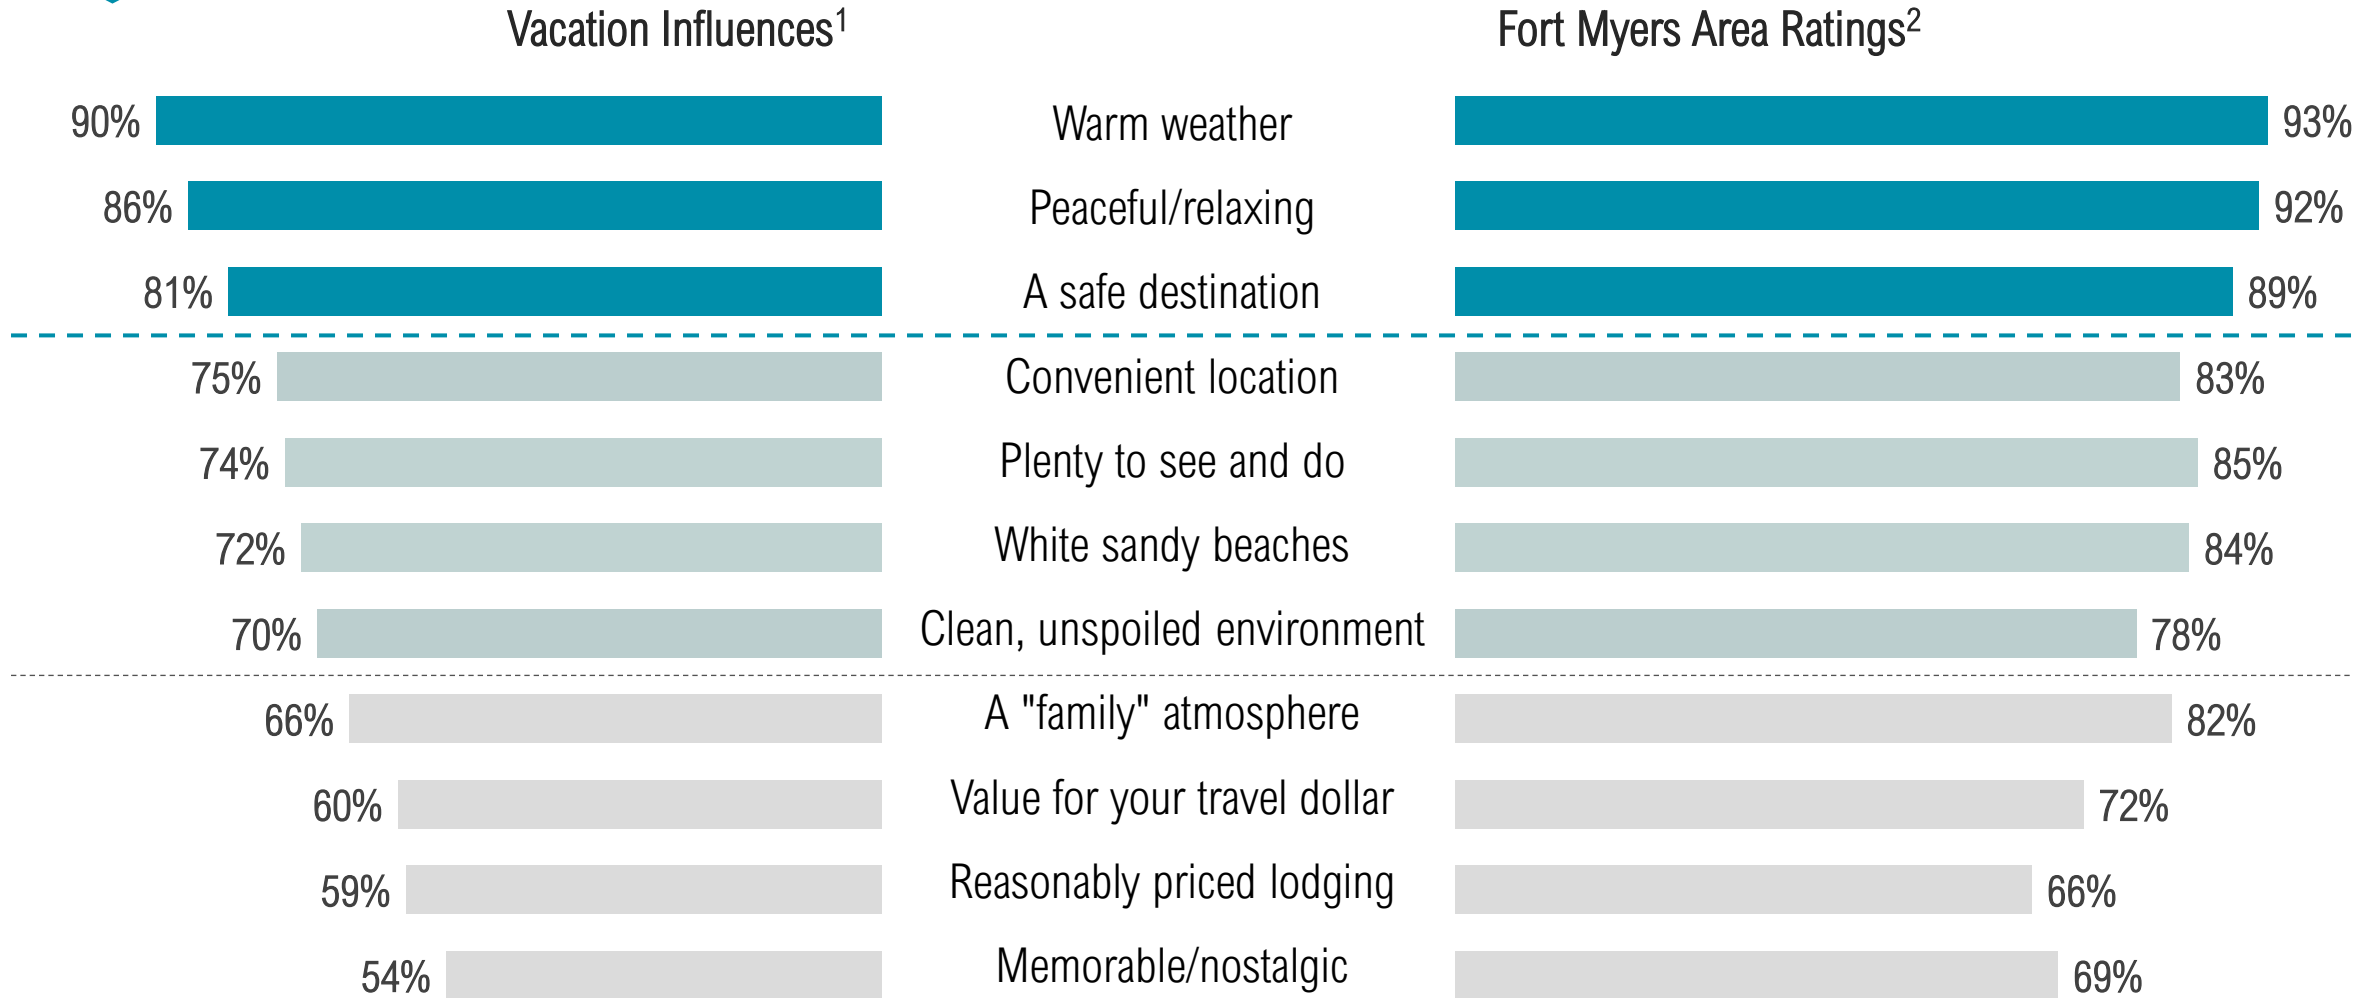 Vacation Influences¹ Fort Myers Area Ratings²
90% Warm weather 93%
86% Peaceful/relaxing 92%
81% A safe destination 89%
75% Convenient location 83%
74% Plenty to see and do 85%
72% White sandy beaches 84%
70% Clean, unspoiled environment 78%
66% A "family" atmosphere 82%
60% Value for your travel dollar 72%
59% Reasonably priced lodging 66%
54% Memorable/nostalgic 69%